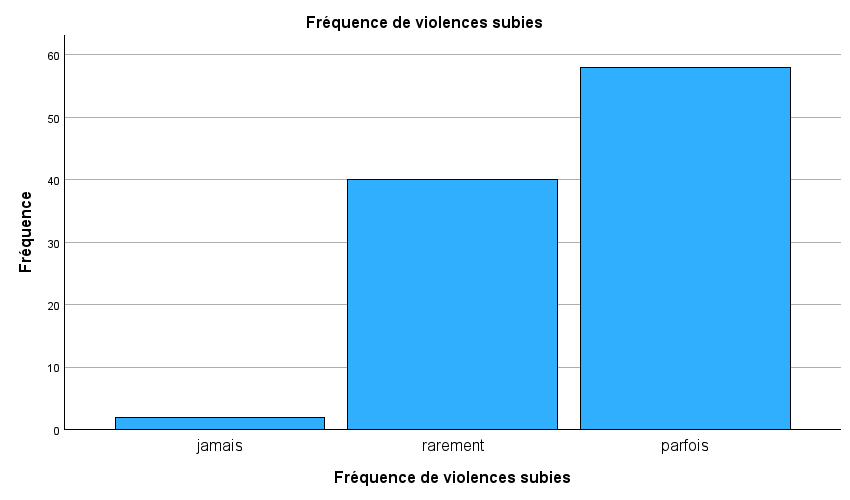 Fréquence de violences subies
Fréquence
60
50
40
30
20
10
0
jamais rarement parfois
Fréquence de violences subies